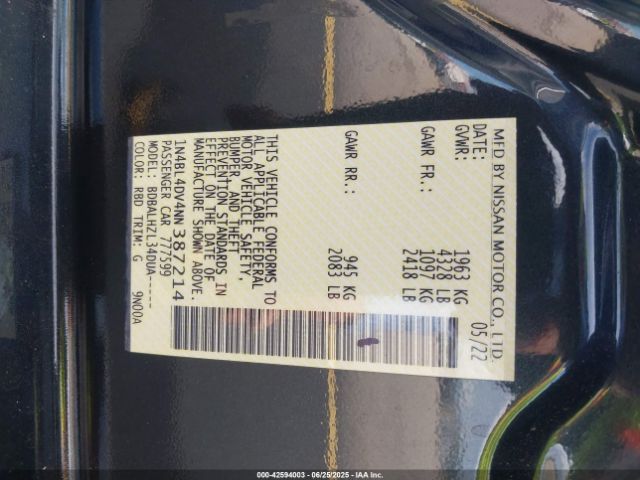 MFD BY NISSAN MOTOR CO., LTD.
DATE: 05/22
GVWR: 1963 KG
4328 LB
GAWR FR.: 1097 KG
2418 LB
GAWR RR.: 945 KG
2083 LB
THIS VEHICLE CONFORMS TO
ALL APPLICABLE FEDERAL
MOTOR VEHICLE SAFETY,
BUMPER, AND THEFT
PREVENTION STANDARDS IN
EFFECT ON THE DATE OF
MANUFACTURE SHOWN ABOVE.
1N4BL4DV4NN387214
PASSENGER CAR 777599
MODEL: BDBALHZL34DUA-----
COLOR: RBD TRIM: G 9N00A
000-42594003 | 06/25/2025 | IAA Inc.